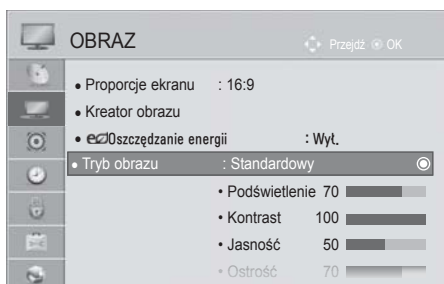 OBRAZ
Przejdź OK
• Proporcje ekranu : 16:9
• Kreator obrazu
• eco Oszczędzanie energii : Wył.
• Tryb obrazu : Standardowy
• Podświetlenie 70
• Kontrast 100
• Jasność 50
• Ostrość 70